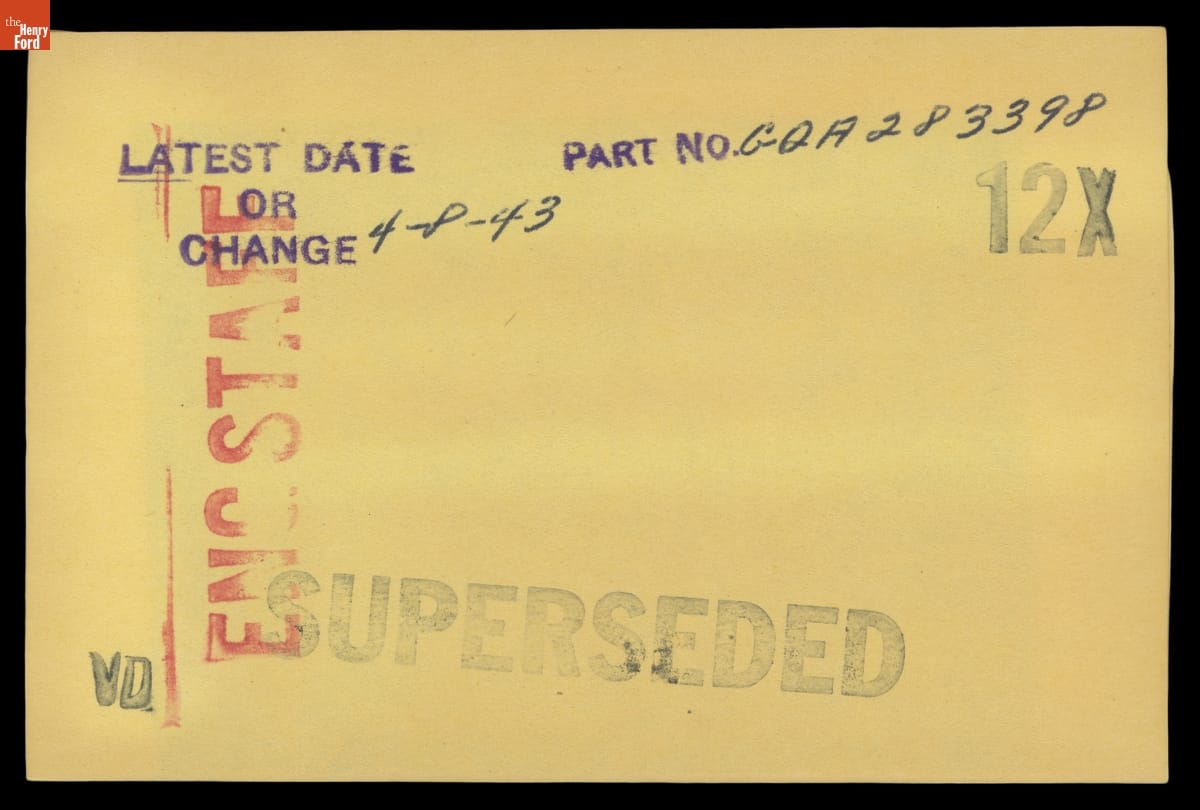 the
Henry
Ford
LATEST DATE
OR
CHANGE 4-8-43
PART NO. GQA 283398
12X
ENG STAFF
SUPERSEDED
VD